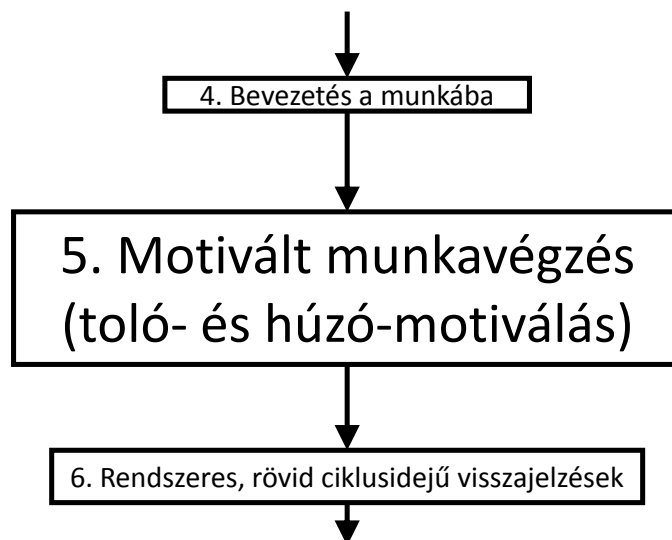 4. Bevezetés a munkába
5. Motivált munkavégzés
(toló- és húzó-motiválás)
6. Rendszeres, rövid ciklusidejű visszajelzések